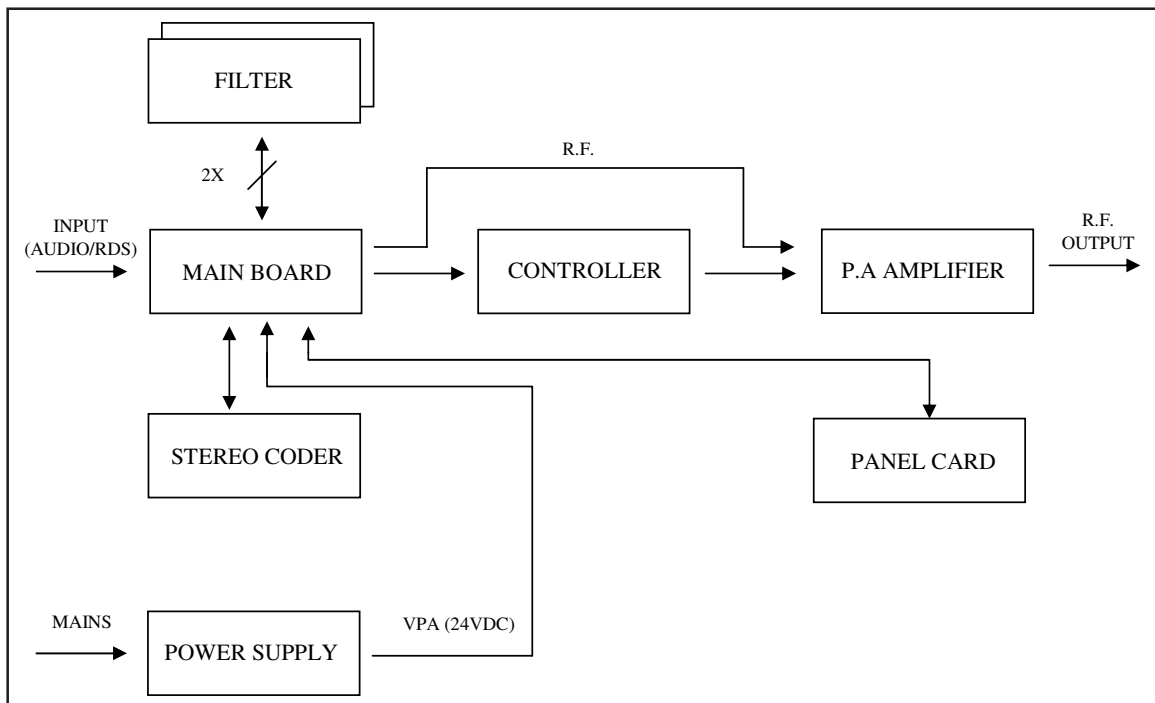 FILTER
2X
R.F.
INPUT
(AUDIO/RDS)
MAIN BOARD
CONTROLLER
P.A AMPLIFIER
R.F.
OUTPUT
STEREO CODER
PANEL CARD
MAINS
POWER SUPPLY
VPA (24VDC)